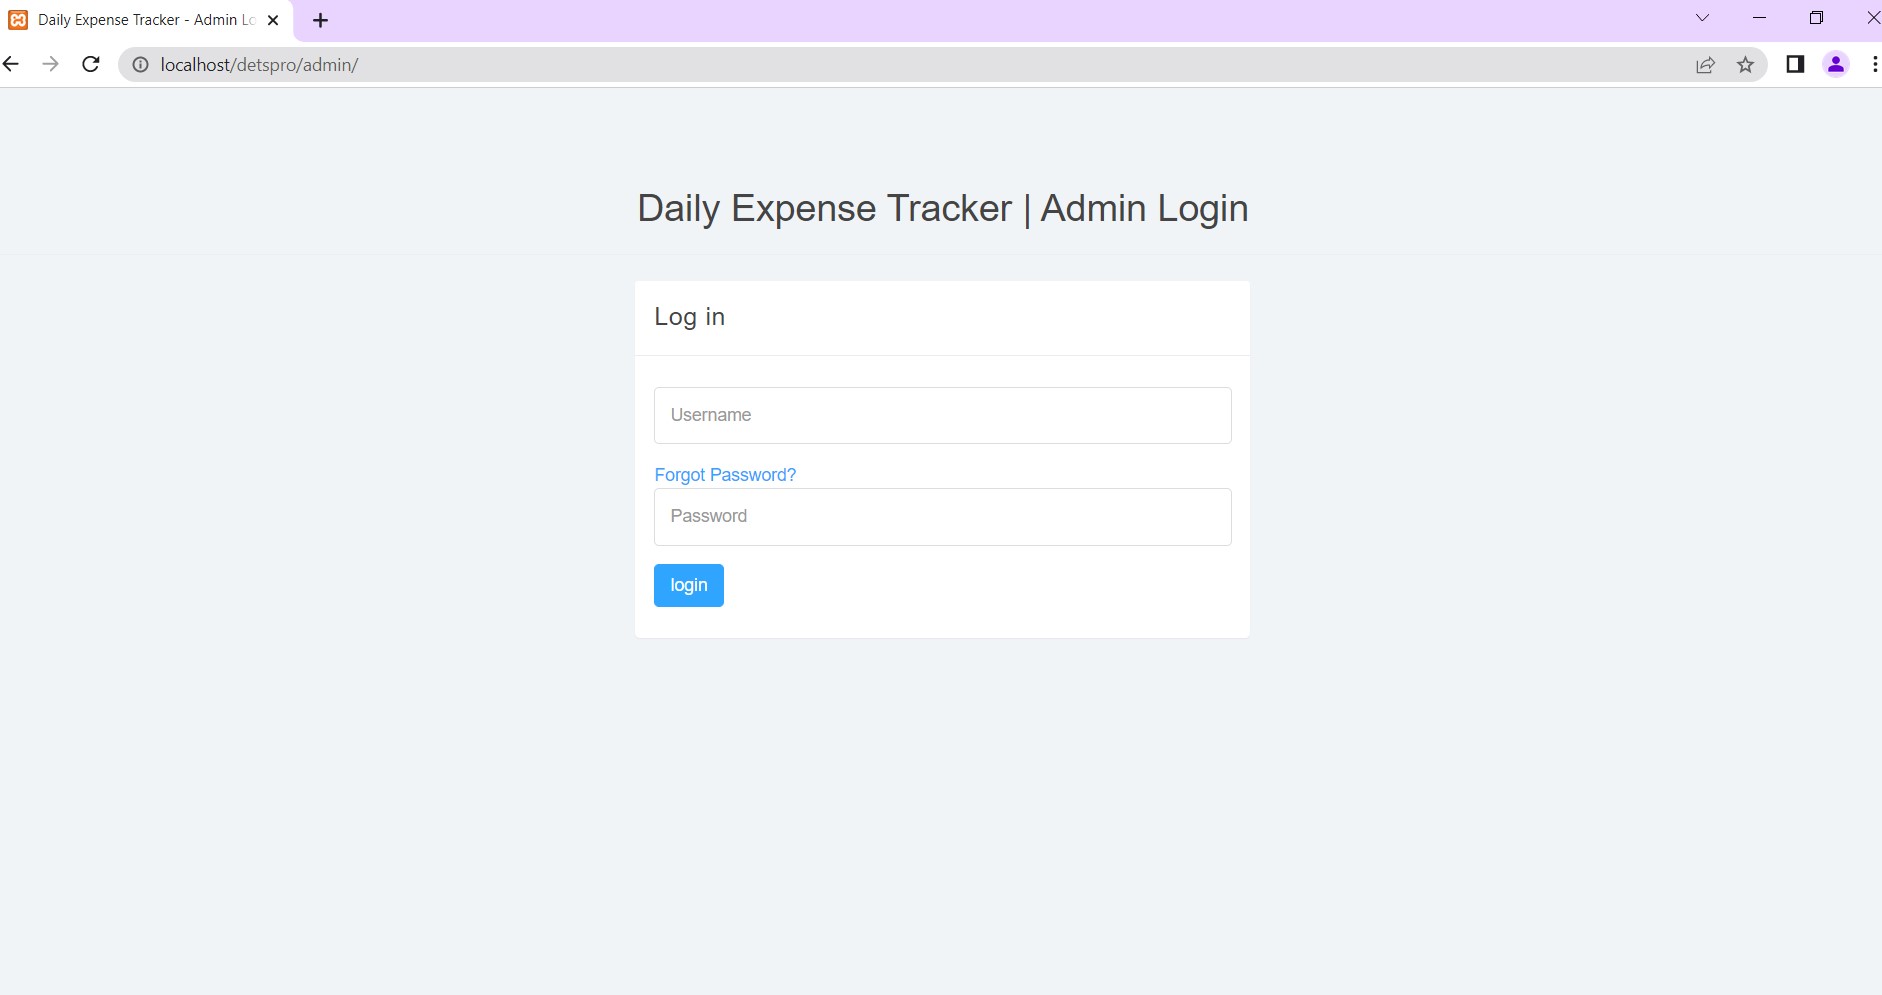 Daily Expense Tracker - Admin Lo
localhost/detspro/admin/
Daily Expense Tracker | Admin Login
Log in
Username
Forgot Password?
Password
login